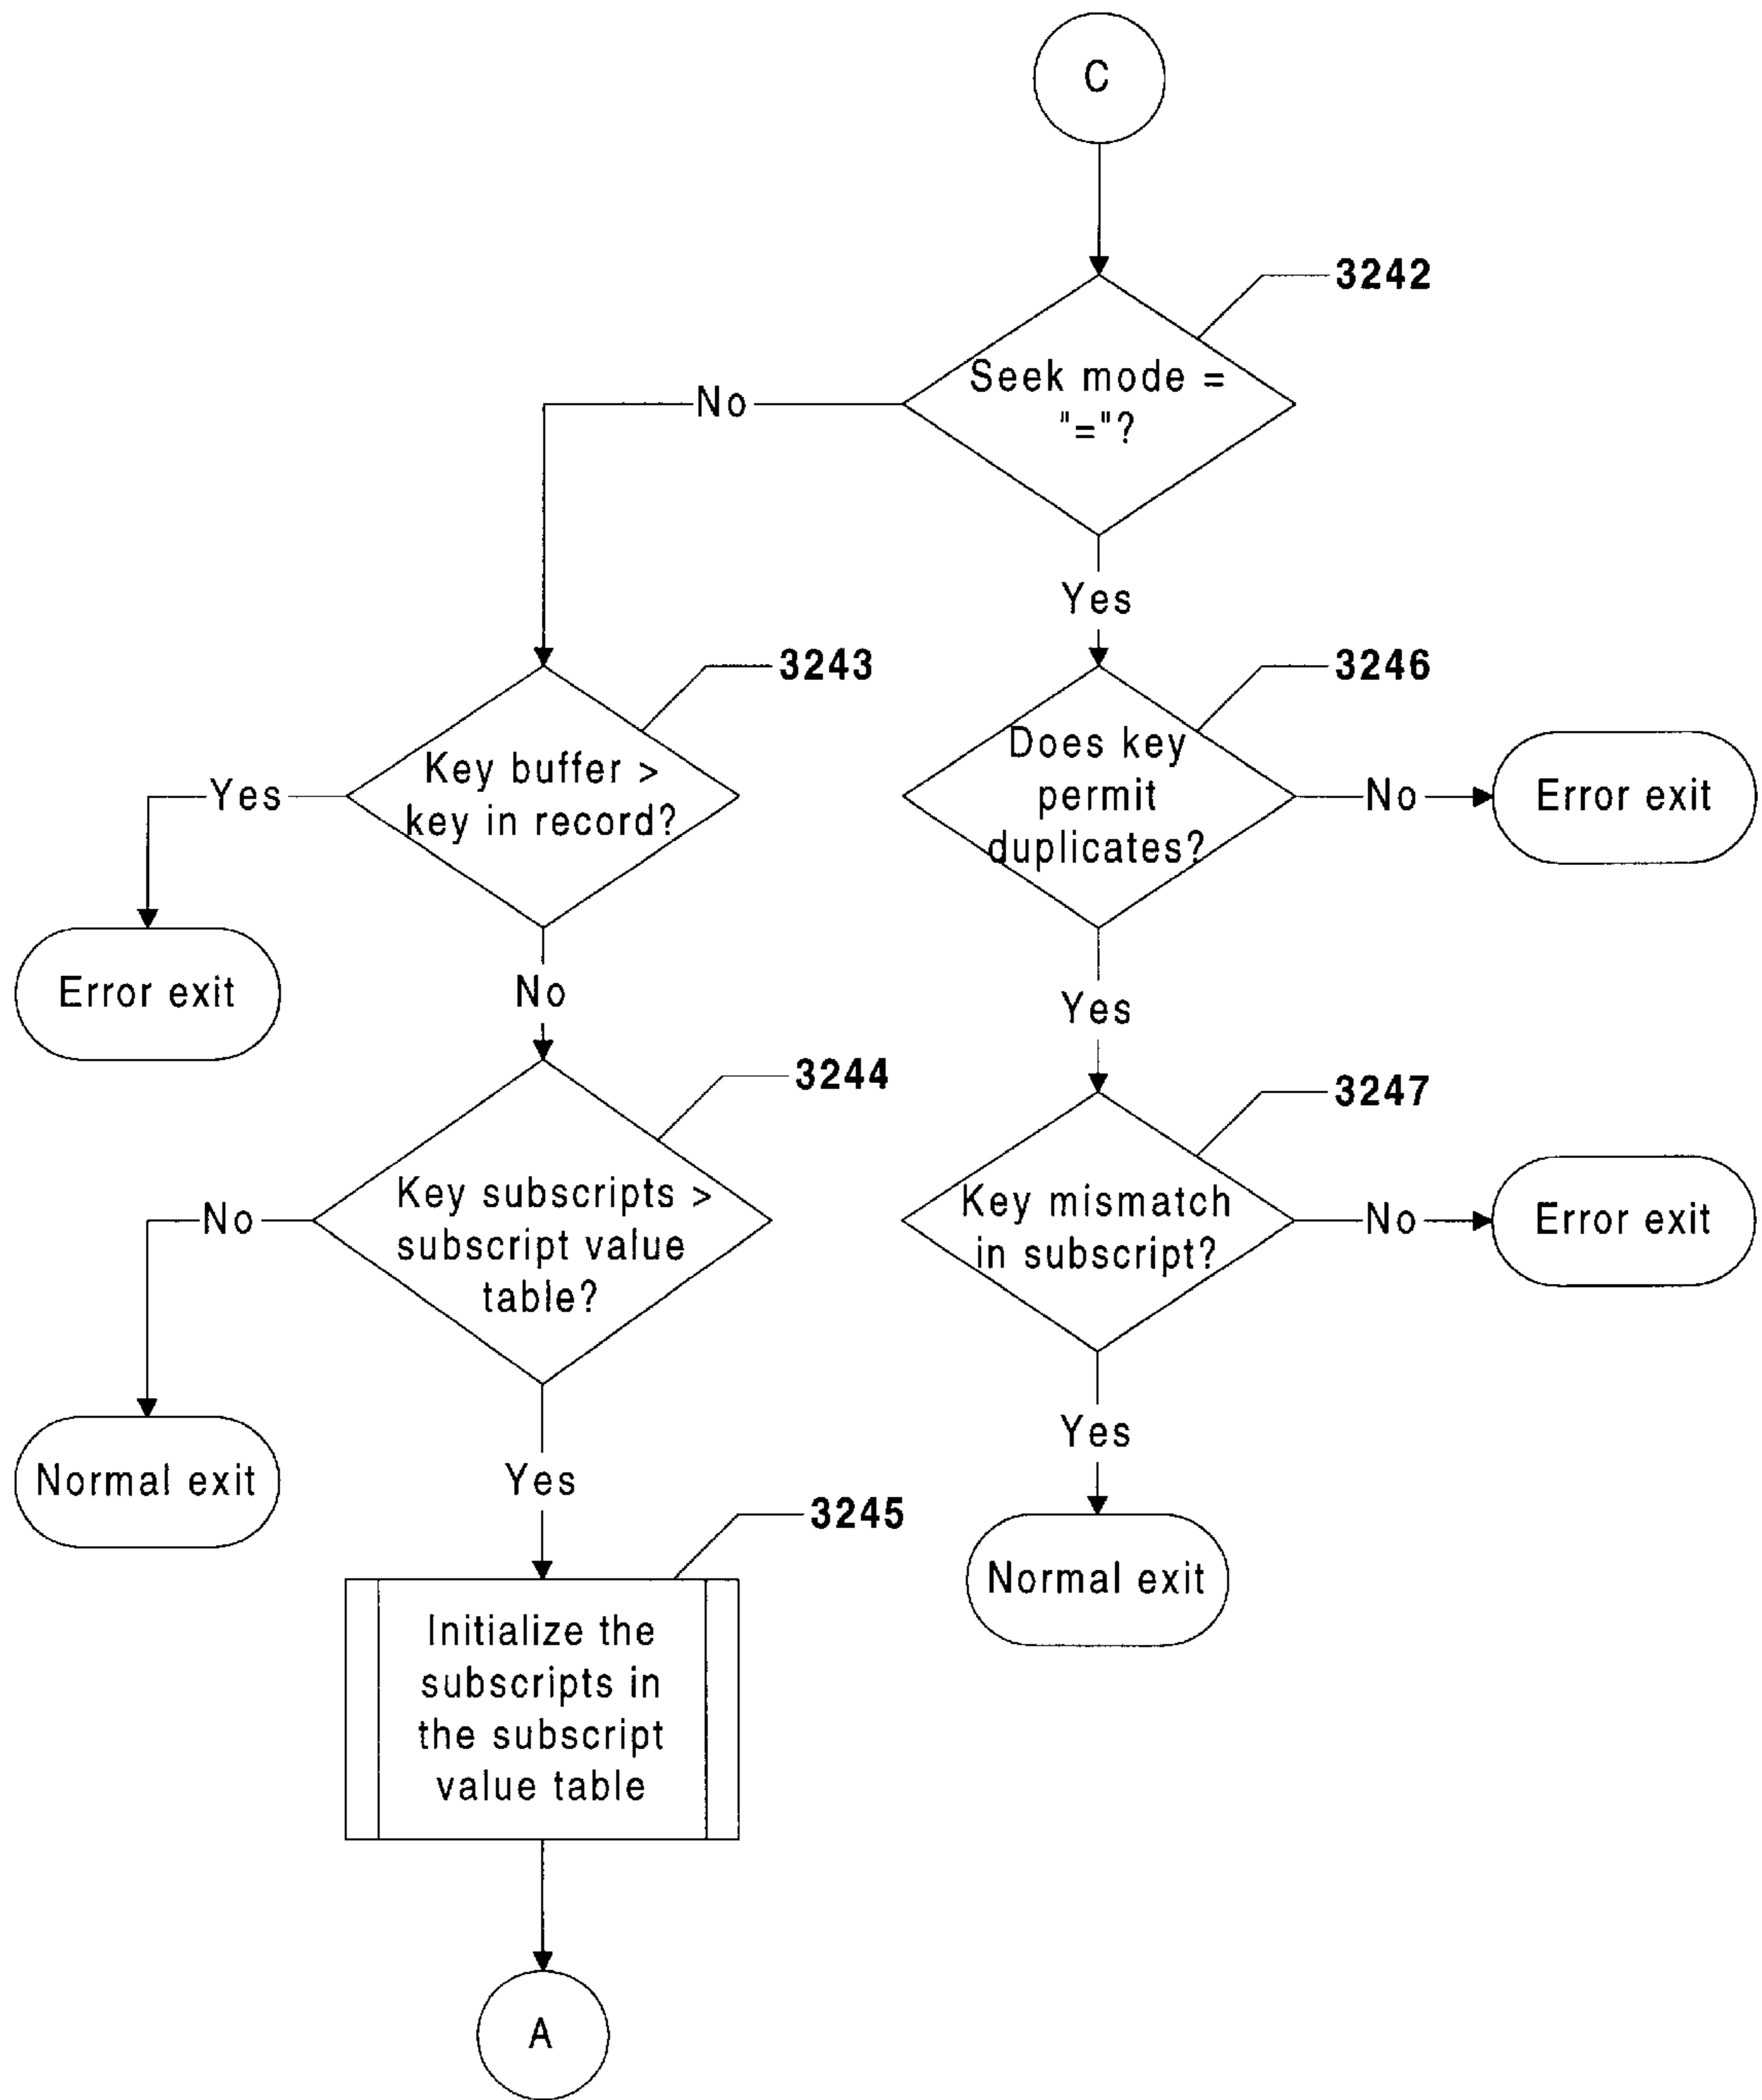 C
3242
Seek mode =
"="?
No
Yes
3243
3246
Key buffer >
key in record?
Yes
Does key
permit
duplicates?
No
Error exit
Error exit
No
Yes
3244
3247
Key subscripts >
subscript value
table?
No
Key mismatch
in subscript?
No
Error exit
Normal exit
Yes
Yes
3245
Normal exit
Initialize the
subscripts in
the subscript
value table
A